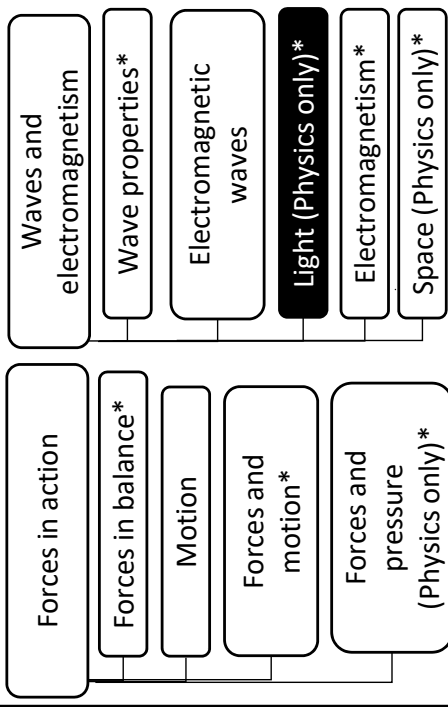 Forces in action
Forces in balance*
Motion
Forces and
motion*
Forces and
pressure
(Physics only)*
Waves and
electromagnetism
Wave properties*
Electromagnetic
waves
Light (Physics only)*
Electromagnetism*
Space (Physics only)*